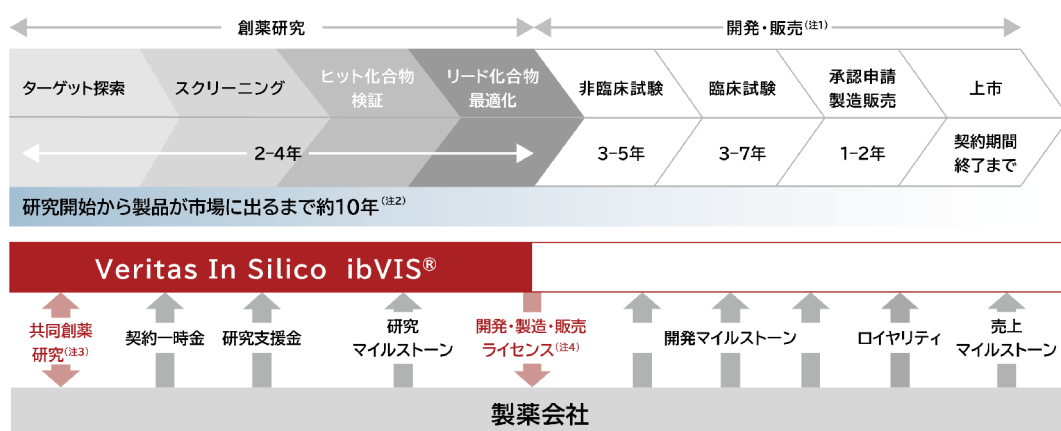 創薬研究
開発・販売(注1)
ターゲット探索
スクリーニング
ヒット化合物
検証
リード化合物
最適化
非臨床試験
臨床試験
承認申請
製造販売
上市
2-4年
3-5年
3-7年
1-2年
契約期間
終了まで
研究開始から製品が市場に出るまで約10年(注2)
Veritas In Silico ibVIS®
共同創薬
研究(注3)
契約一時金
研究支援金
研究
マイルストーン
開発・製造・販売
ライセンス(注4)
開発マイルストーン
ロイヤリティ
売上
マイルストーン
製薬会社